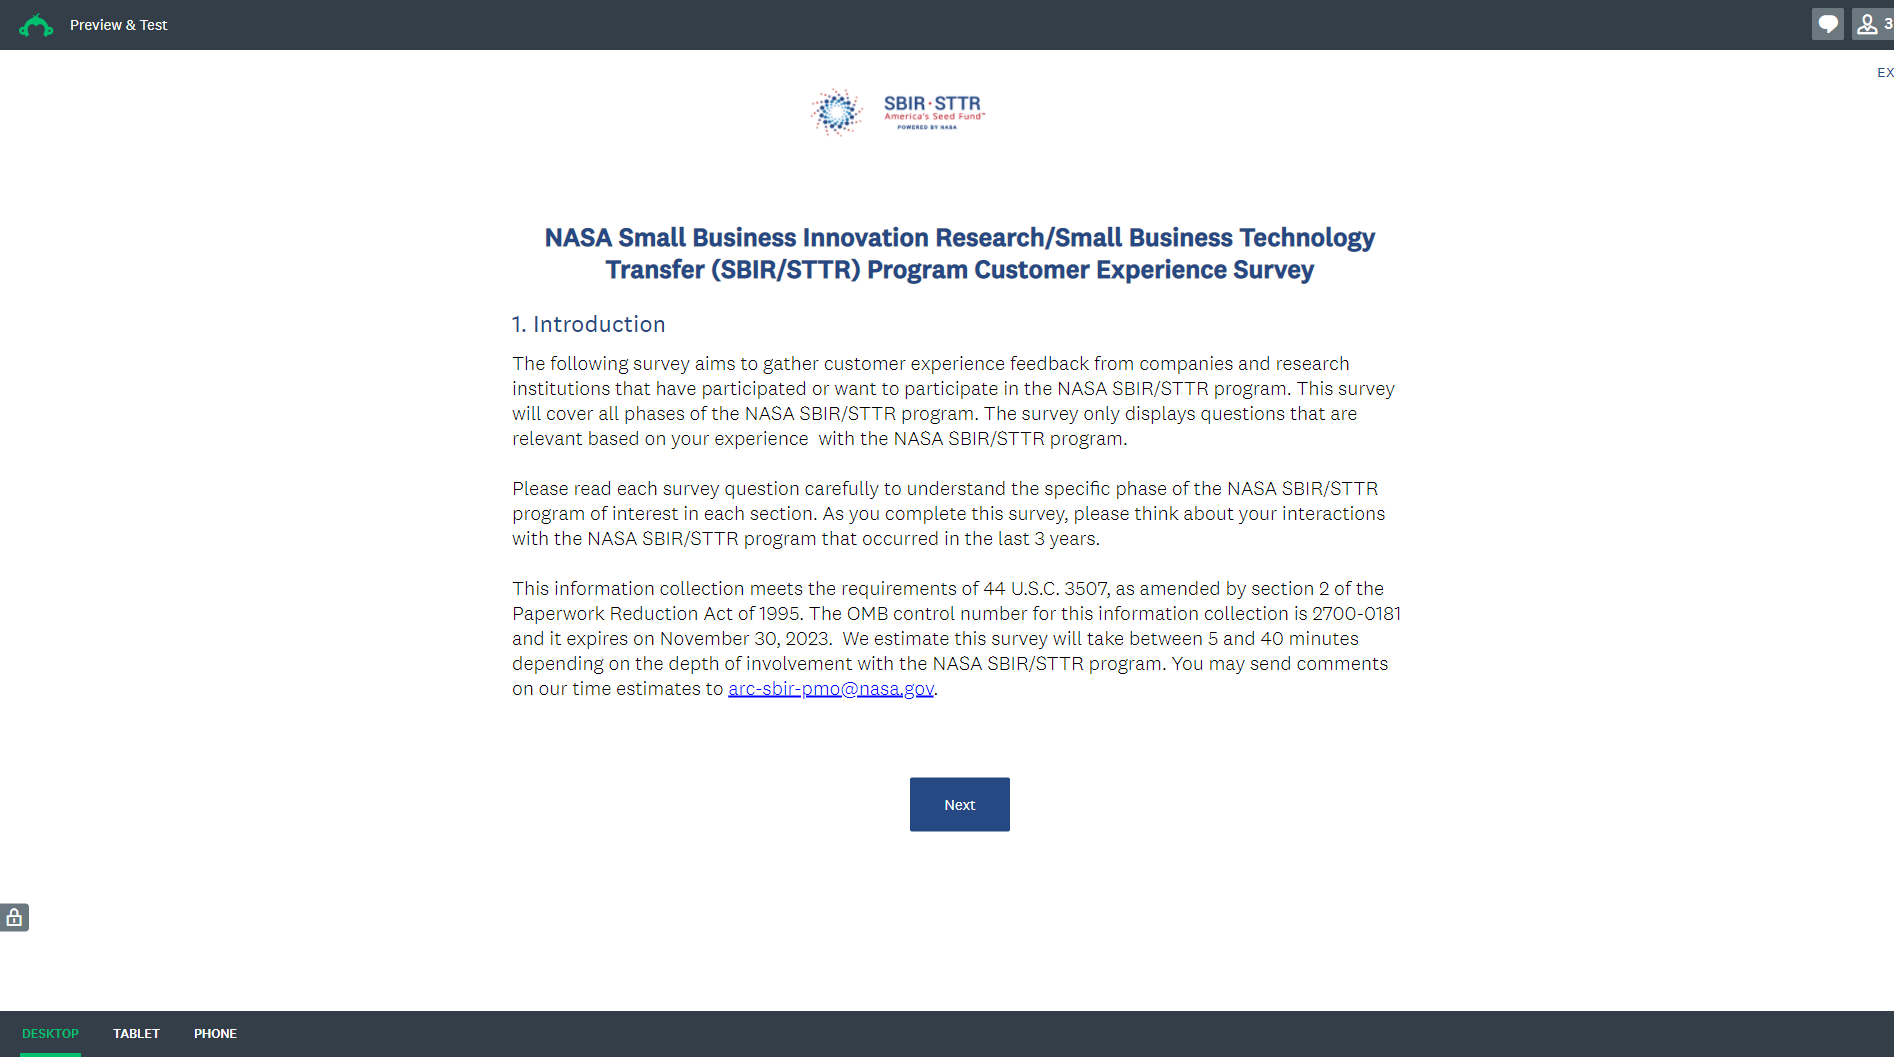 Preview & Test
3
EX
SBIR·STTR
America's Seed Fund™
POWERED BY NASA
NASA Small Business Innovation Research/Small Business Technology
Transfer (SBIR/STTR) Program Customer Experience Survey
1. Introduction
The following survey aims to gather customer experience feedback from companies and research
institutions that have participated or want to participate in the NASA SBIR/STTR program. This survey
will cover all phases of the NASA SBIR/STTR program. The survey only displays questions that are
relevant based on your experience  with the NASA SBIR/STTR program.
Please read each survey question carefully to understand the specific phase of the NASA SBIR/STTR
program of interest in each section. As you complete this survey, please think about your interactions
with the NASA SBIR/STTR program that occurred in the last 3 years.
This information collection meets the requirements of 44 U.S.C. 3507, as amended by section 2 of the
Paperwork Reduction Act of 1995. The OMB control number for this information collection is 2700-0181
and it expires on November 30, 2023.  We estimate this survey will take between 5 and 40 minutes
depending on the depth of involvement with the NASA SBIR/STTR program. You may send comments
on our time estimates to arc-sbir-pmo@nasa.gov.
Next
DESKTOP TABLET PHONE